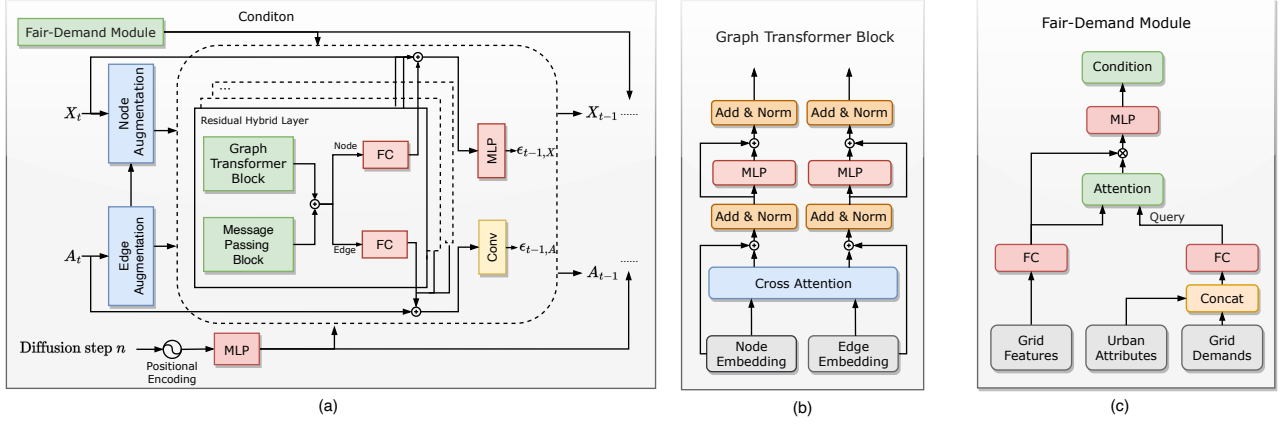 Conditon
Fair-Demand Module
X_t
Node
Augmentation
A_t
Edge
Augmentation
...
Residual Hybrid Layer
Graph
Transformer
Block
Message
Passing
Block
Node
FC
Edge
FC
MLP
ϵ_{t−1,X}
Conv
ϵ_{t−1,A}
X_{t−1} ......
......
A_{t−1}
Diffusion step n
Positional
Encoding
MLP
(a)
Graph Transformer Block
Add & Norm Add & Norm
MLP MLP
Add & Norm Add & Norm
Cross Attention
Node
Embedding
Edge
Embedding
(b)
Fair-Demand Module
Condition
MLP
Attention
Query
FC FC
Concat
Grid
Features
Urban
Attributes
Grid
Demands
(c)